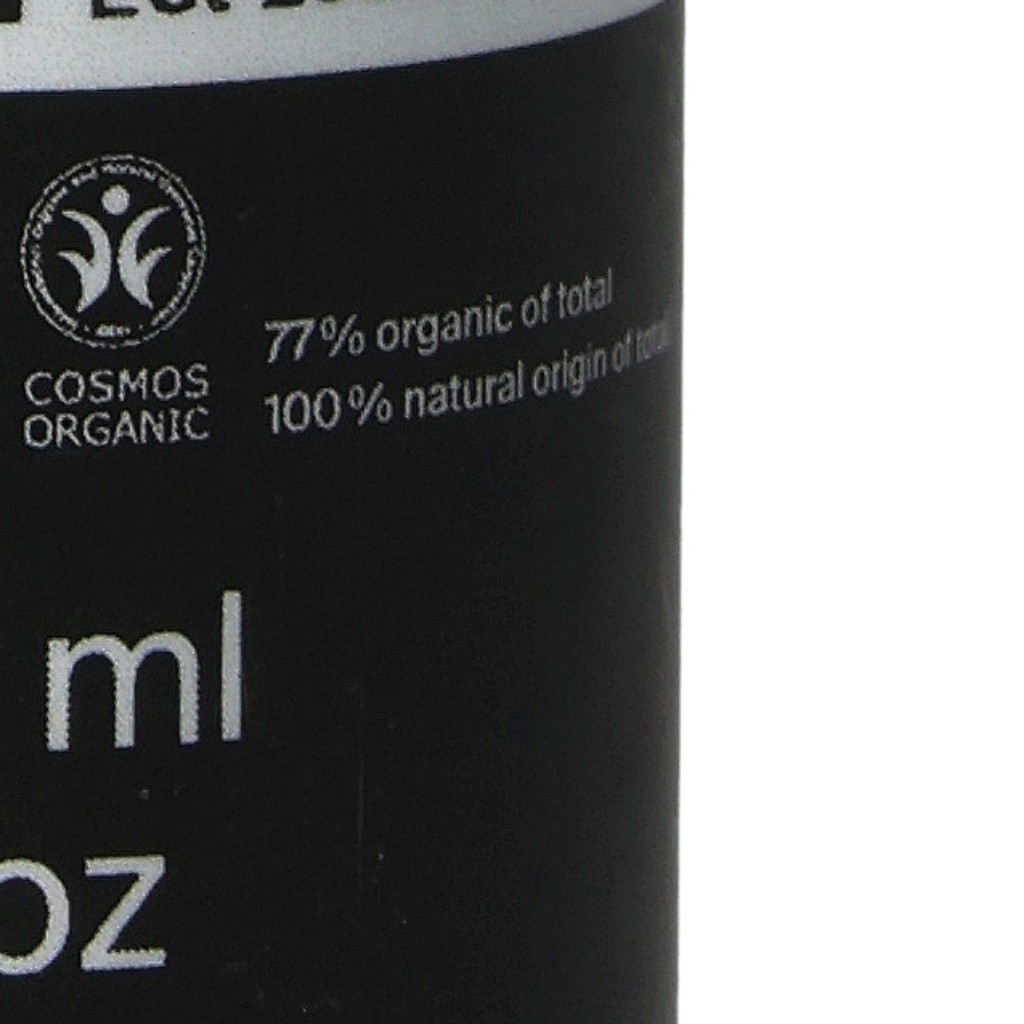 COSMOS
ORGANIC
77% organic of total
100% natural origin of total
ml
oz